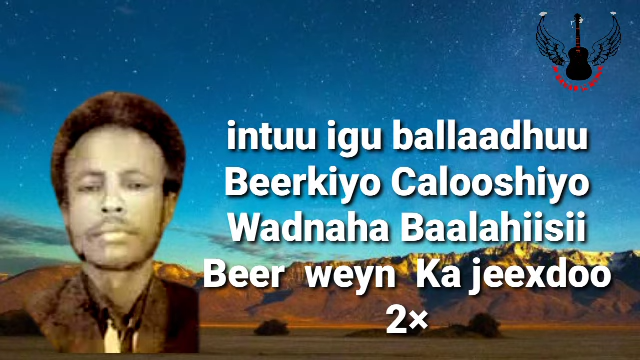 intuu igu ballaadhuu
Beerkiyo Calooshiyo
Wadnaha Baalahiisii
Beer weyn Ka jeexdoo
2×